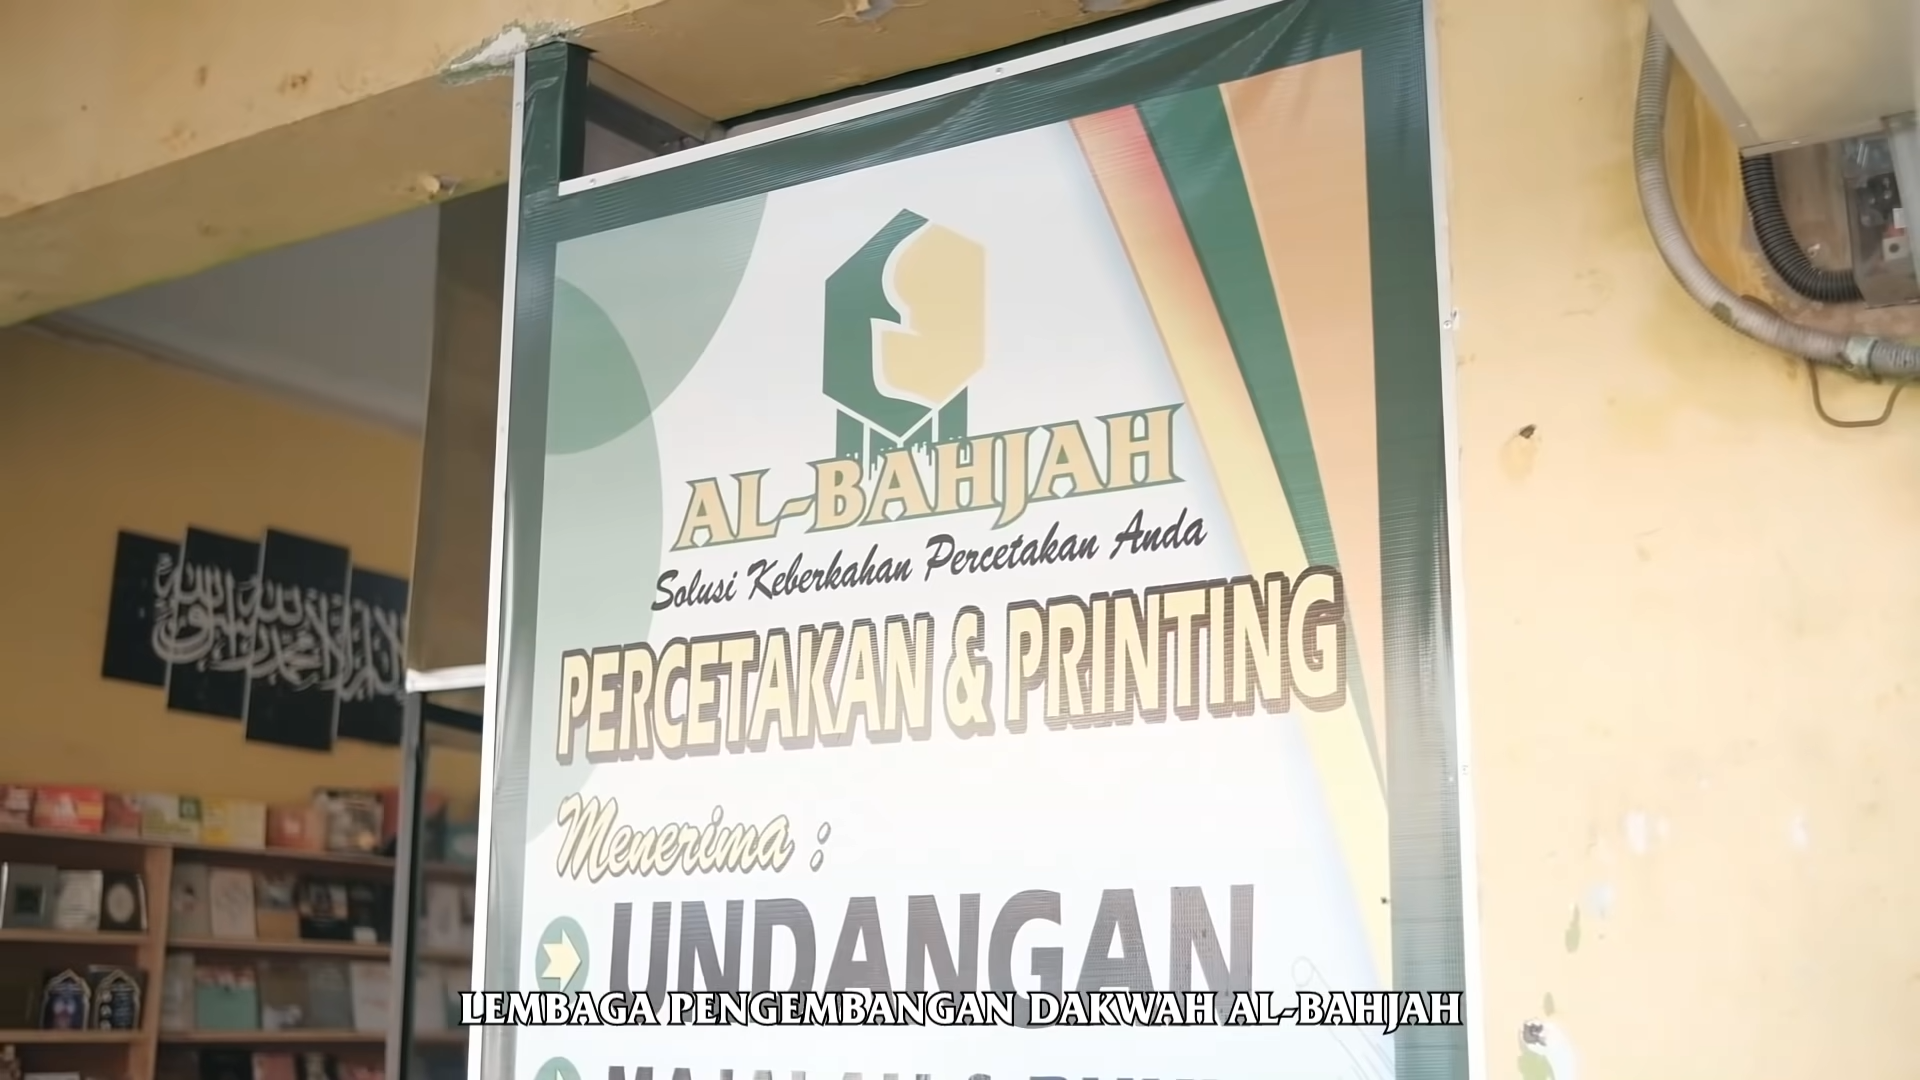 AL-BAHJAH
Solusi Keberkahan Percetakan Anda
PERCETAKAN & PRINTING
Menerima :
UNDANGAN
LEMBAGA PENGEMBANGAN DAKWAH AL-BAHJAH